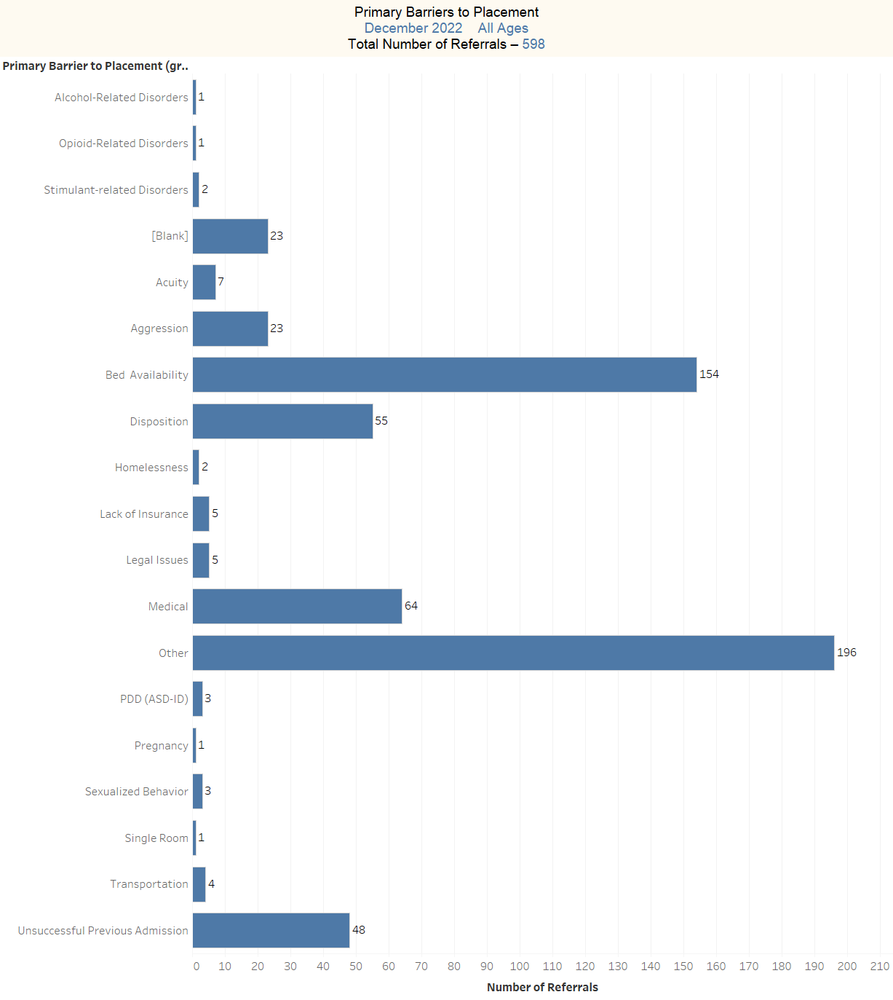 Primary Barriers to Placement
December 2022 All Ages
Total Number of Referrals – 598
Primary Barrier to Placement (gr..
Alcohol-Related Disorders 1
Opioid-Related Disorders 1
Stimulant-related Disorders 2
[Blank] 23
Acuity 7
Aggression 23
Bed Availability 154
Disposition 55
Homelessness 2
Lack of Insurance 5
Legal Issues 5
Medical 64
Other 196
PDD (ASD-ID) 3
Pregnancy 1
Sexualized Behavior 3
Single Room 1
Transportation 4
Unsuccessful Previous Admission 48
0 10 20 30 40 50 60 70 80 90 100 110 120 130 140 150 160 170 180 190 200 210
Number of Referrals